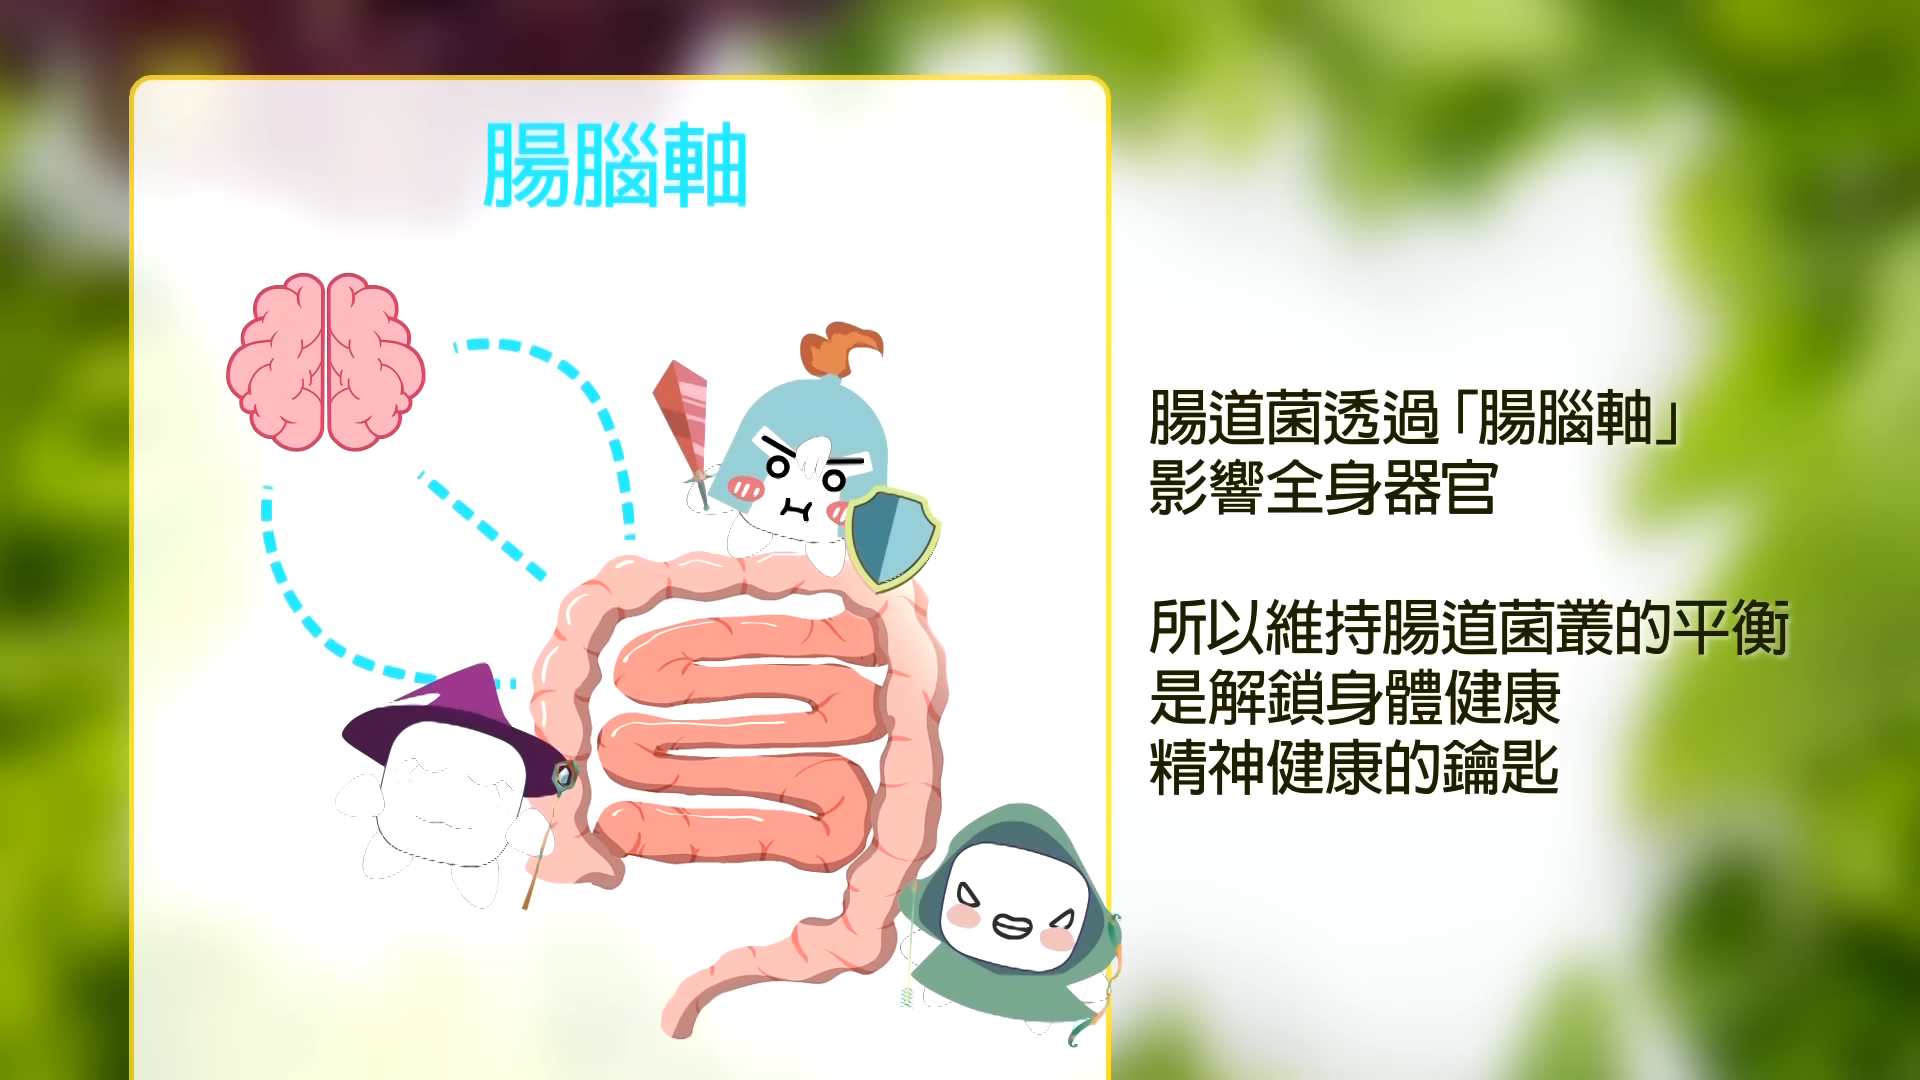 腸腦軸
腸道菌透過「腸腦軸」
影響全身器官
所以維持腸道菌叢的平衡
是解鎖身體健康
精神健康的鑰匙